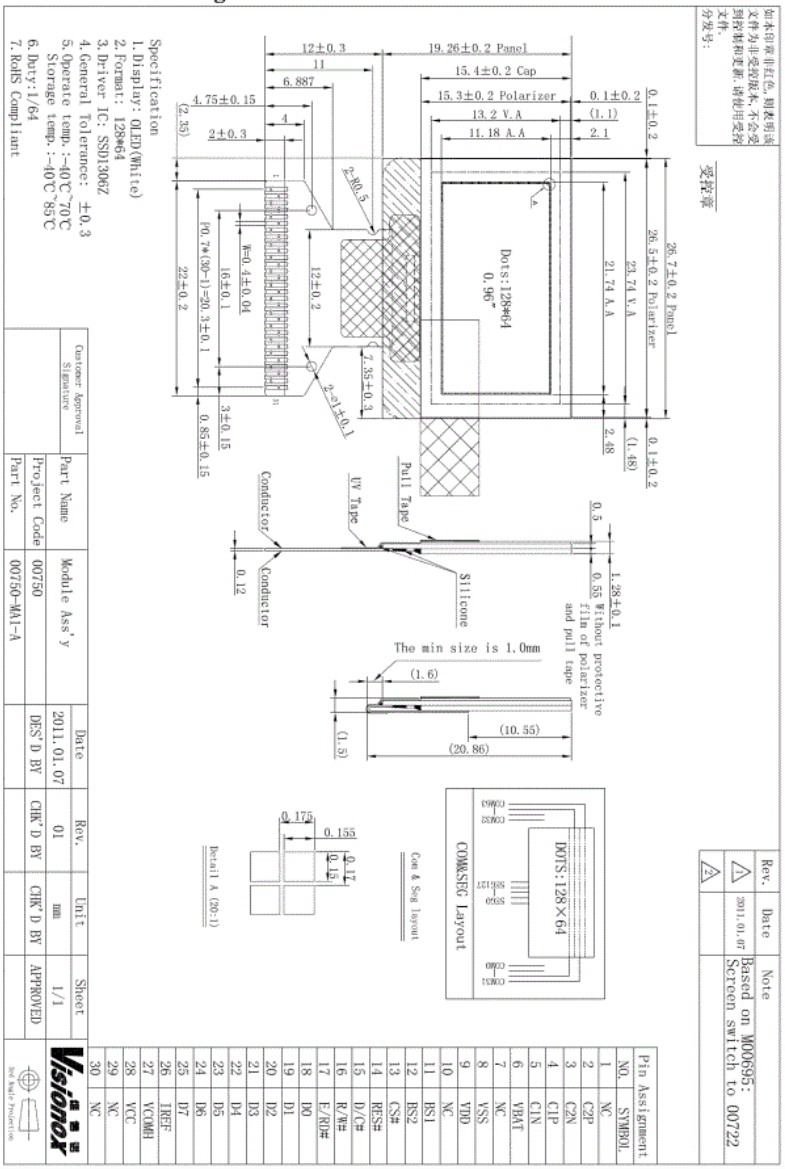 如本印章非红色, 则表明该
文件为非受控版本, 不会受
到控制和更新. 请使用受控
文件.
分发号:
受控章
Rev. Date Note
1 2011.01.07 Based on M00695:
Screen switch to 00722
2
12±0.3
19.26±0.2 Panel
11
15.4±0.2 Cap
6.887
15.3±0.2 Polarizer
0.1±0.2
4.75±0.15
13.2 V.A
(1.1)
4
11.18 A.A
2.1
2±0.3
(2.35)
0.1±0.2
26.7±0.2 Panel
26.5±0.2 Polarizer
23.74 V.A
21.74 A.A
Dots:128*64
0.96"
A
2-R0.5
1
W=0.4±0.04
P0.7*(30-1)=20.3±0.1
16±0.1
22±0.2
12±0.2
7.35±0.3
2-ø1±0.1
3±0.15
0.85±0.15
2.48
(1.48)
0.1±0.2
Specification
1. Display: OLED(White)
2. Format: 128*64
3. Driver IC: SSD1306Z
4. General Tolerance: ±0.3
5. Operate temp.:-40℃~70℃
Storage temp.:-40℃~85℃
6. Duty:1/64
7. RoHS Compliant
Pull Tape
UV Tape
Conductor
Conductor
Silicone
0.12
0.5
1.28±0.1
0.55
Without protective
film of polarizer
and pull tape
The min size is 1.0mm
(1.6)
(1.5)
(10.55)
(20.86)
0.175
0.155
0.15
0.17
Detail A (20:1)
Com & Seg layout
COM63
COM32
SEG127
SEG0
COM0
COM31
DOTS:128×64
COM&SEG Layout
Pin Assignment
NO. SYMBOL
1 NC
2 C2P
3 C2N
4 C1P
5 C1N
6 VBAT
7 NC
8 VSS
9 VDD
10 NC
11 BS1
12 BS2
13 CS#
14 RES#
15 D/C#
16 R/W#
17 E/RD#
18 D0
19 D1
20 D2
21 D3
22 D4
23 D5
24 D6
25 D7
26 IREF
27 VCOMH
28 VCC
29 NC
30 NC
Customer Approval
Signature
Part Name Module Ass'y
Project Code 00750
Part No. 00750-MA1-A
Date Rev. Unit Sheet
2011.01.07 01 mm 1/1
DES'D BY CHK'D BY CHK'D BY APPROVED
維信諾
Visionox
3rd Angle Projection